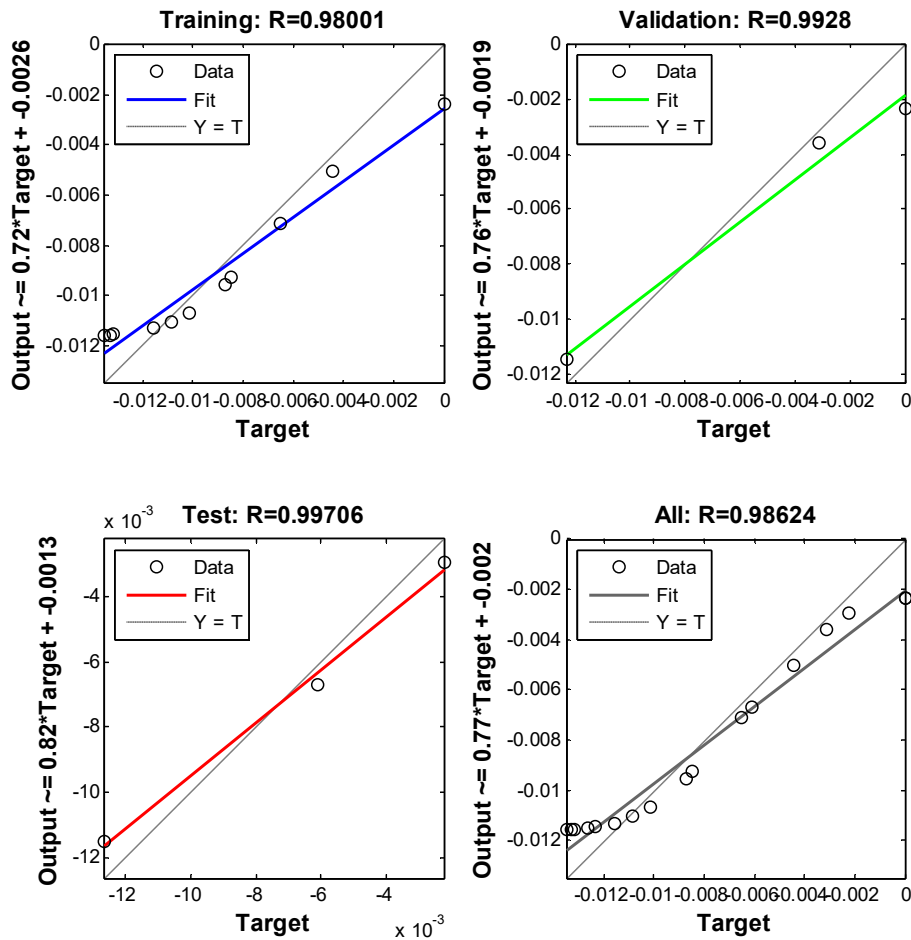 Training: R=0.98001
Output ~= 0.72*Target + -0.0026
0
-0.002
-0.004
-0.006
-0.008
-0.01
-0.012
Data
Fit
Y = T
-0.012 -0.01 -0.008 -0.006 -0.004 -0.002 0
Target
Validation: R=0.9928
Output ~= 0.76*Target + -0.0019
0
-0.002
-0.004
-0.006
-0.008
-0.01
-0.012
Data
Fit
Y = T
-0.012 -0.01 -0.008 -0.006 -0.004 -0.002 0
Target
x 10-3
Test: R=0.99706
Output ~= 0.82*Target + -0.0013
-4
-6
-8
-10
-12
Data
Fit
Y = T
-12 -10 -8 -6 -4
Target
x 10-3
All: R=0.98624
Output ~= 0.77*Target + -0.002
0
-0.002
-0.004
-0.006
-0.008
-0.01
-0.012
Data
Fit
Y = T
-0.012 -0.01 -0.008 -0.006 -0.004 -0.002 0
Target